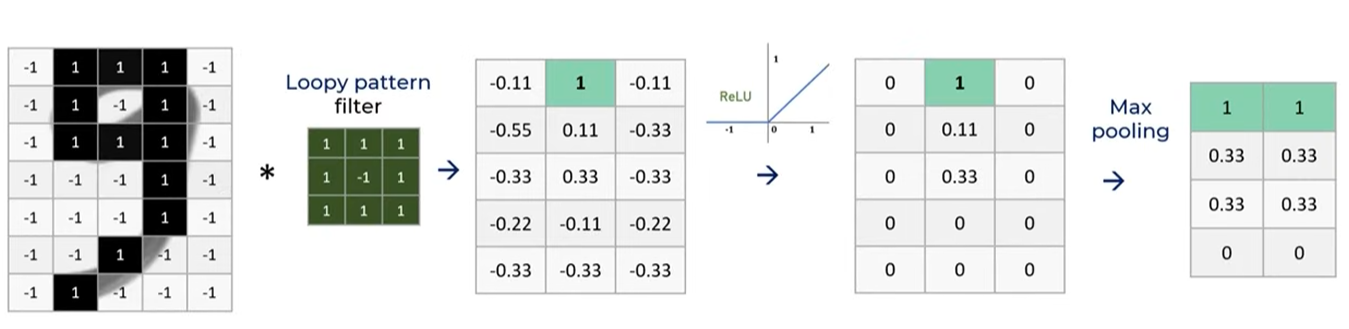 -1 1 1 1 -1
-1 1 -1 1 -1
-1 1 1 1 -1
-1 -1 -1 1 -1
-1 -1 -1 1 -1
-1 -1 1 -1 -1
-1 1 -1 -1 -1
*
Loopy pattern
filter
1 1 1
1 -1 1
1 1 1
→
-0.11 1 -0.11
-0.55 0.11 -0.33
-0.33 0.33 -0.33
-0.22 -0.11 -0.22
-0.33 -0.33 -0.33
1
ReLU
-1 0 1
→
0 1 0
0 0.11 0
0 0.33 0
0 0 0
0 0 0
Max
pooling
→
1 1
0.33 0.33
0.33 0.33
0 0